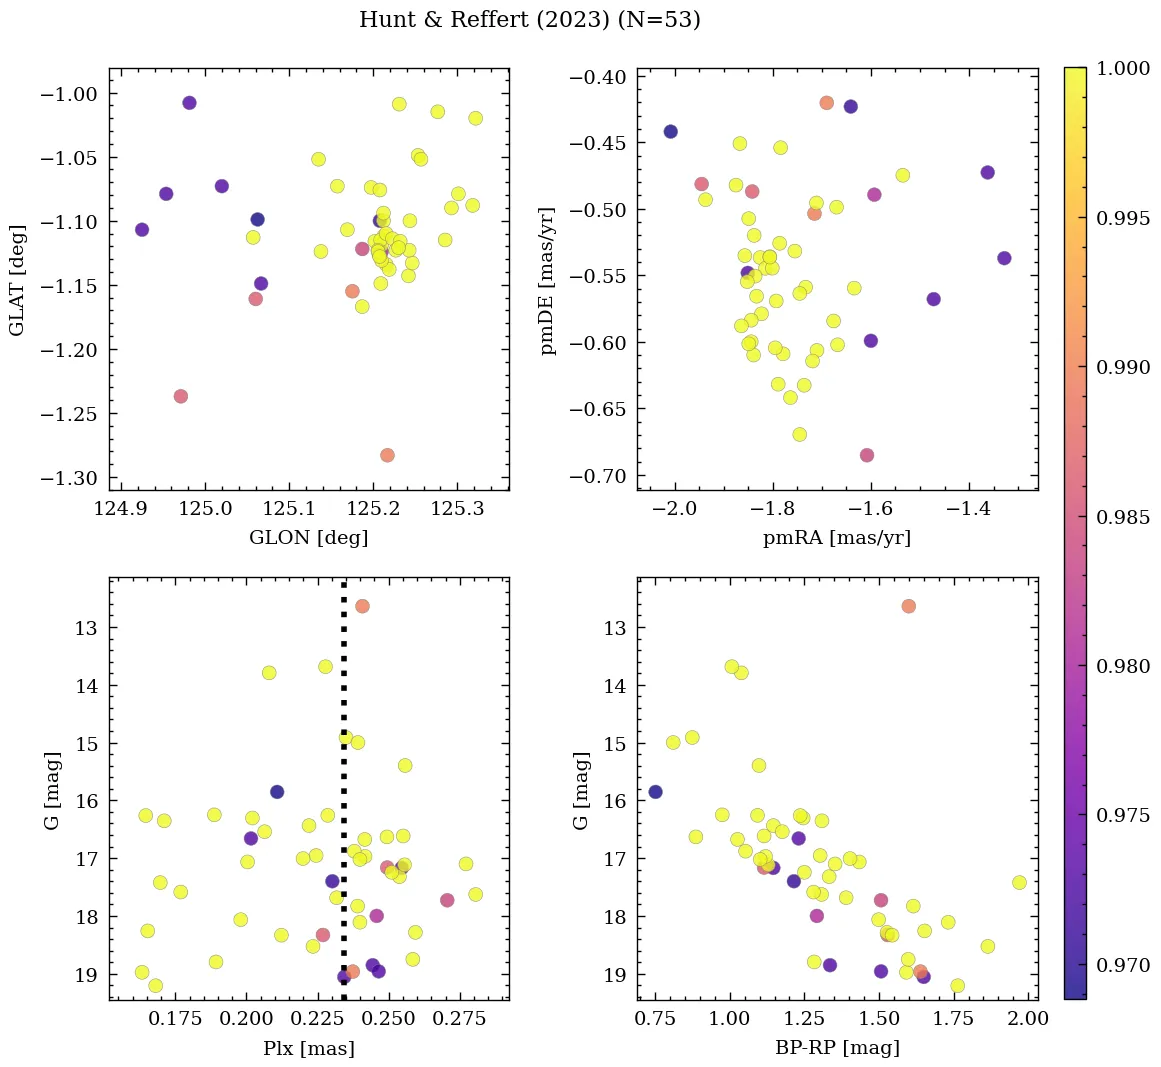 Hunt & Reffert (2023) (N=53)
−1.00
−1.05
−1.10
−1.15
−1.20
−1.25
−1.30
GLAT [deg]
124.9 125.0 125.1 125.2 125.3
GLON [deg]
−0.40
−0.45
−0.50
−0.55
−0.60
−0.65
−0.70
pmDE [mas/yr]
−2.0 −1.8 −1.6 −1.4
pmRA [mas/yr]
13
14
15
16
17
18
19
G [mag]
0.175 0.200 0.225 0.250 0.275
Plx [mas]
13
14
15
16
17
18
19
G [mag]
0.75 1.00 1.25 1.50 1.75 2.00
BP-RP [mag]
1.000
0.995
0.990
0.985
0.980
0.975
0.970